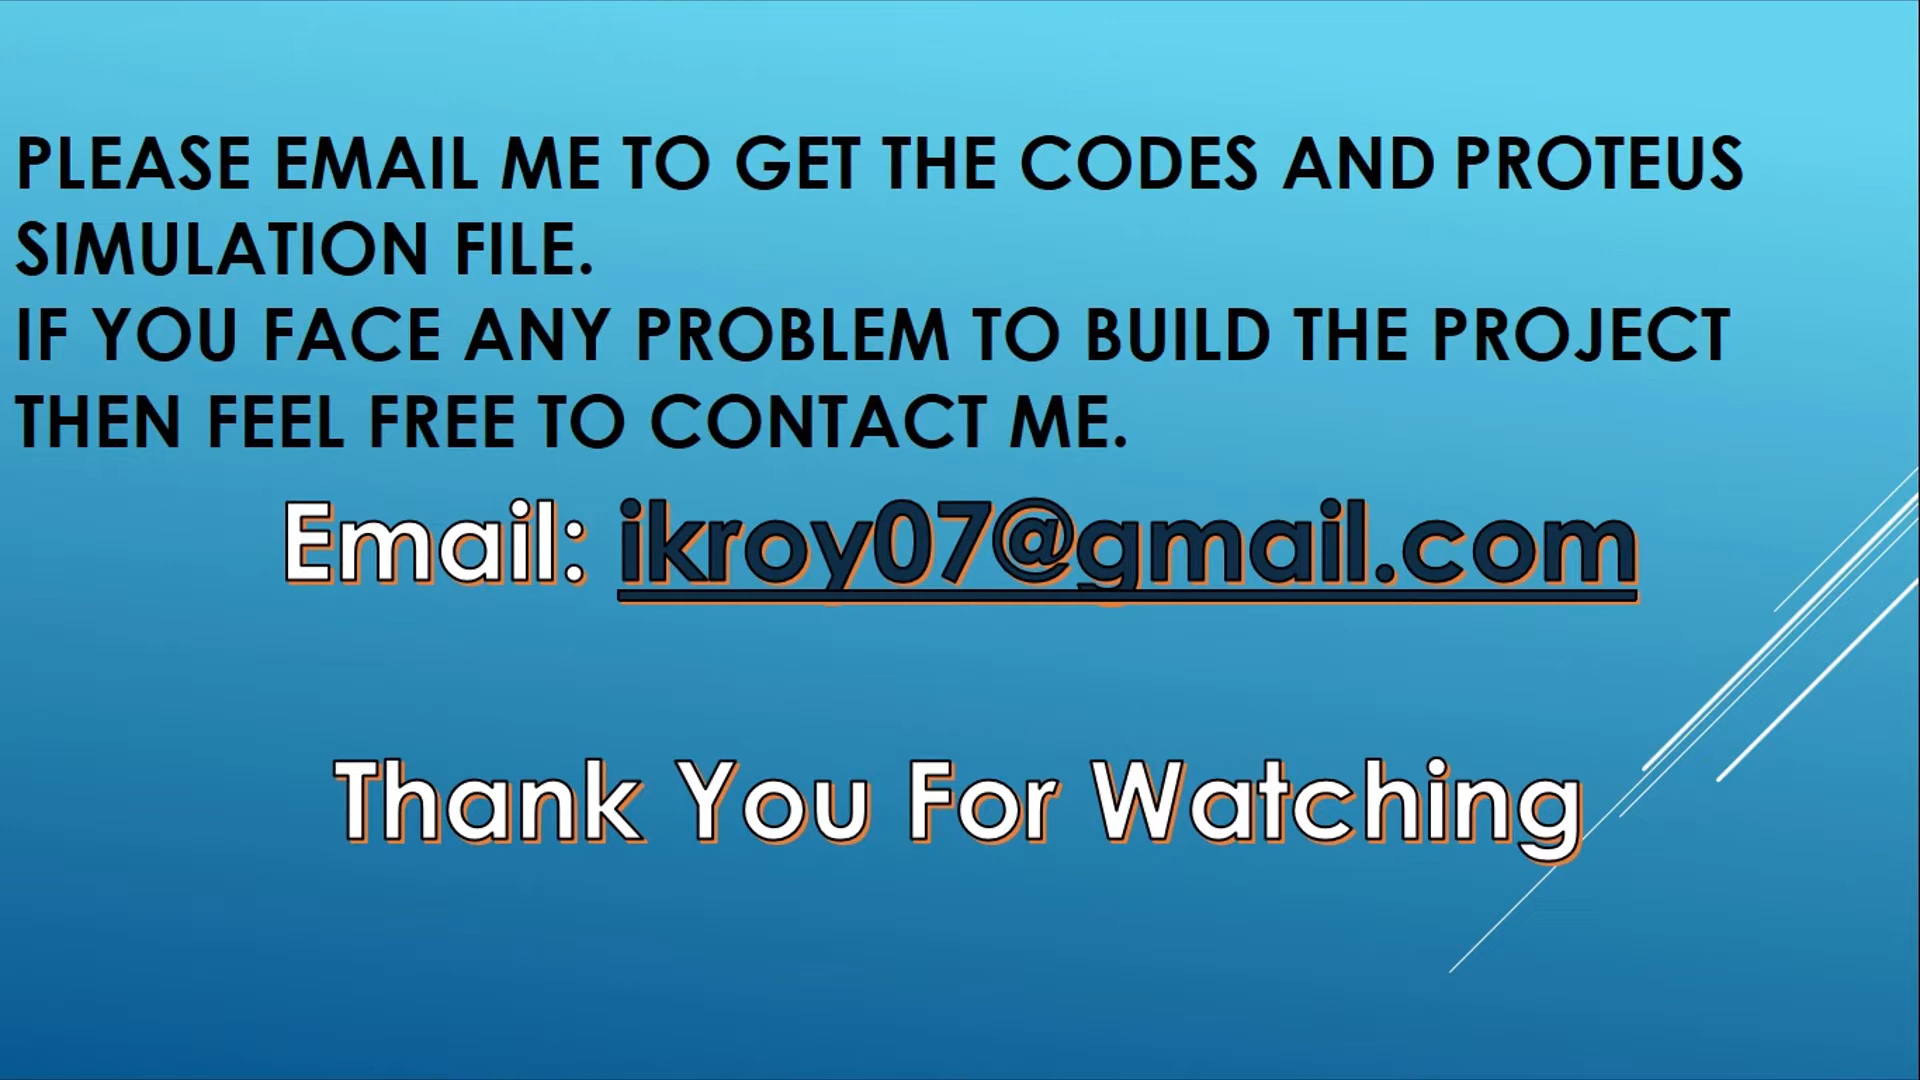 PLEASE EMAIL ME TO GET THE CODES AND PROTEUS
SIMULATION FILE.
IF YOU FACE ANY PROBLEM TO BUILD THE PROJECT
THEN FEEL FREE TO CONTACT ME.
Email: ikroy07@gmail.com
Thank You For Watching